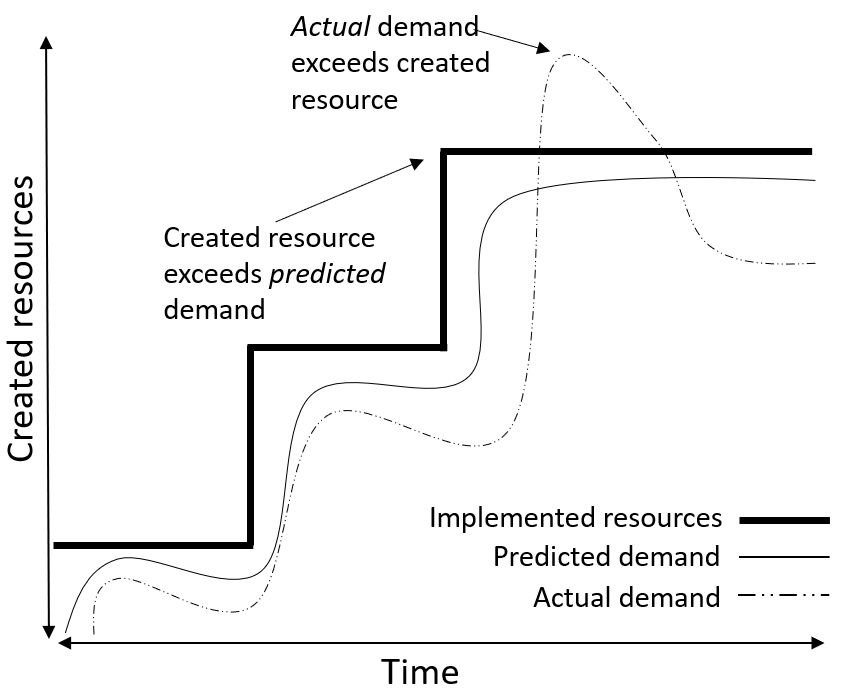 Actual demand
exceeds created
resource
Created resource
exceeds predicted
demand
Created resources
Implemented resources
Predicted demand
Actual demand
Time